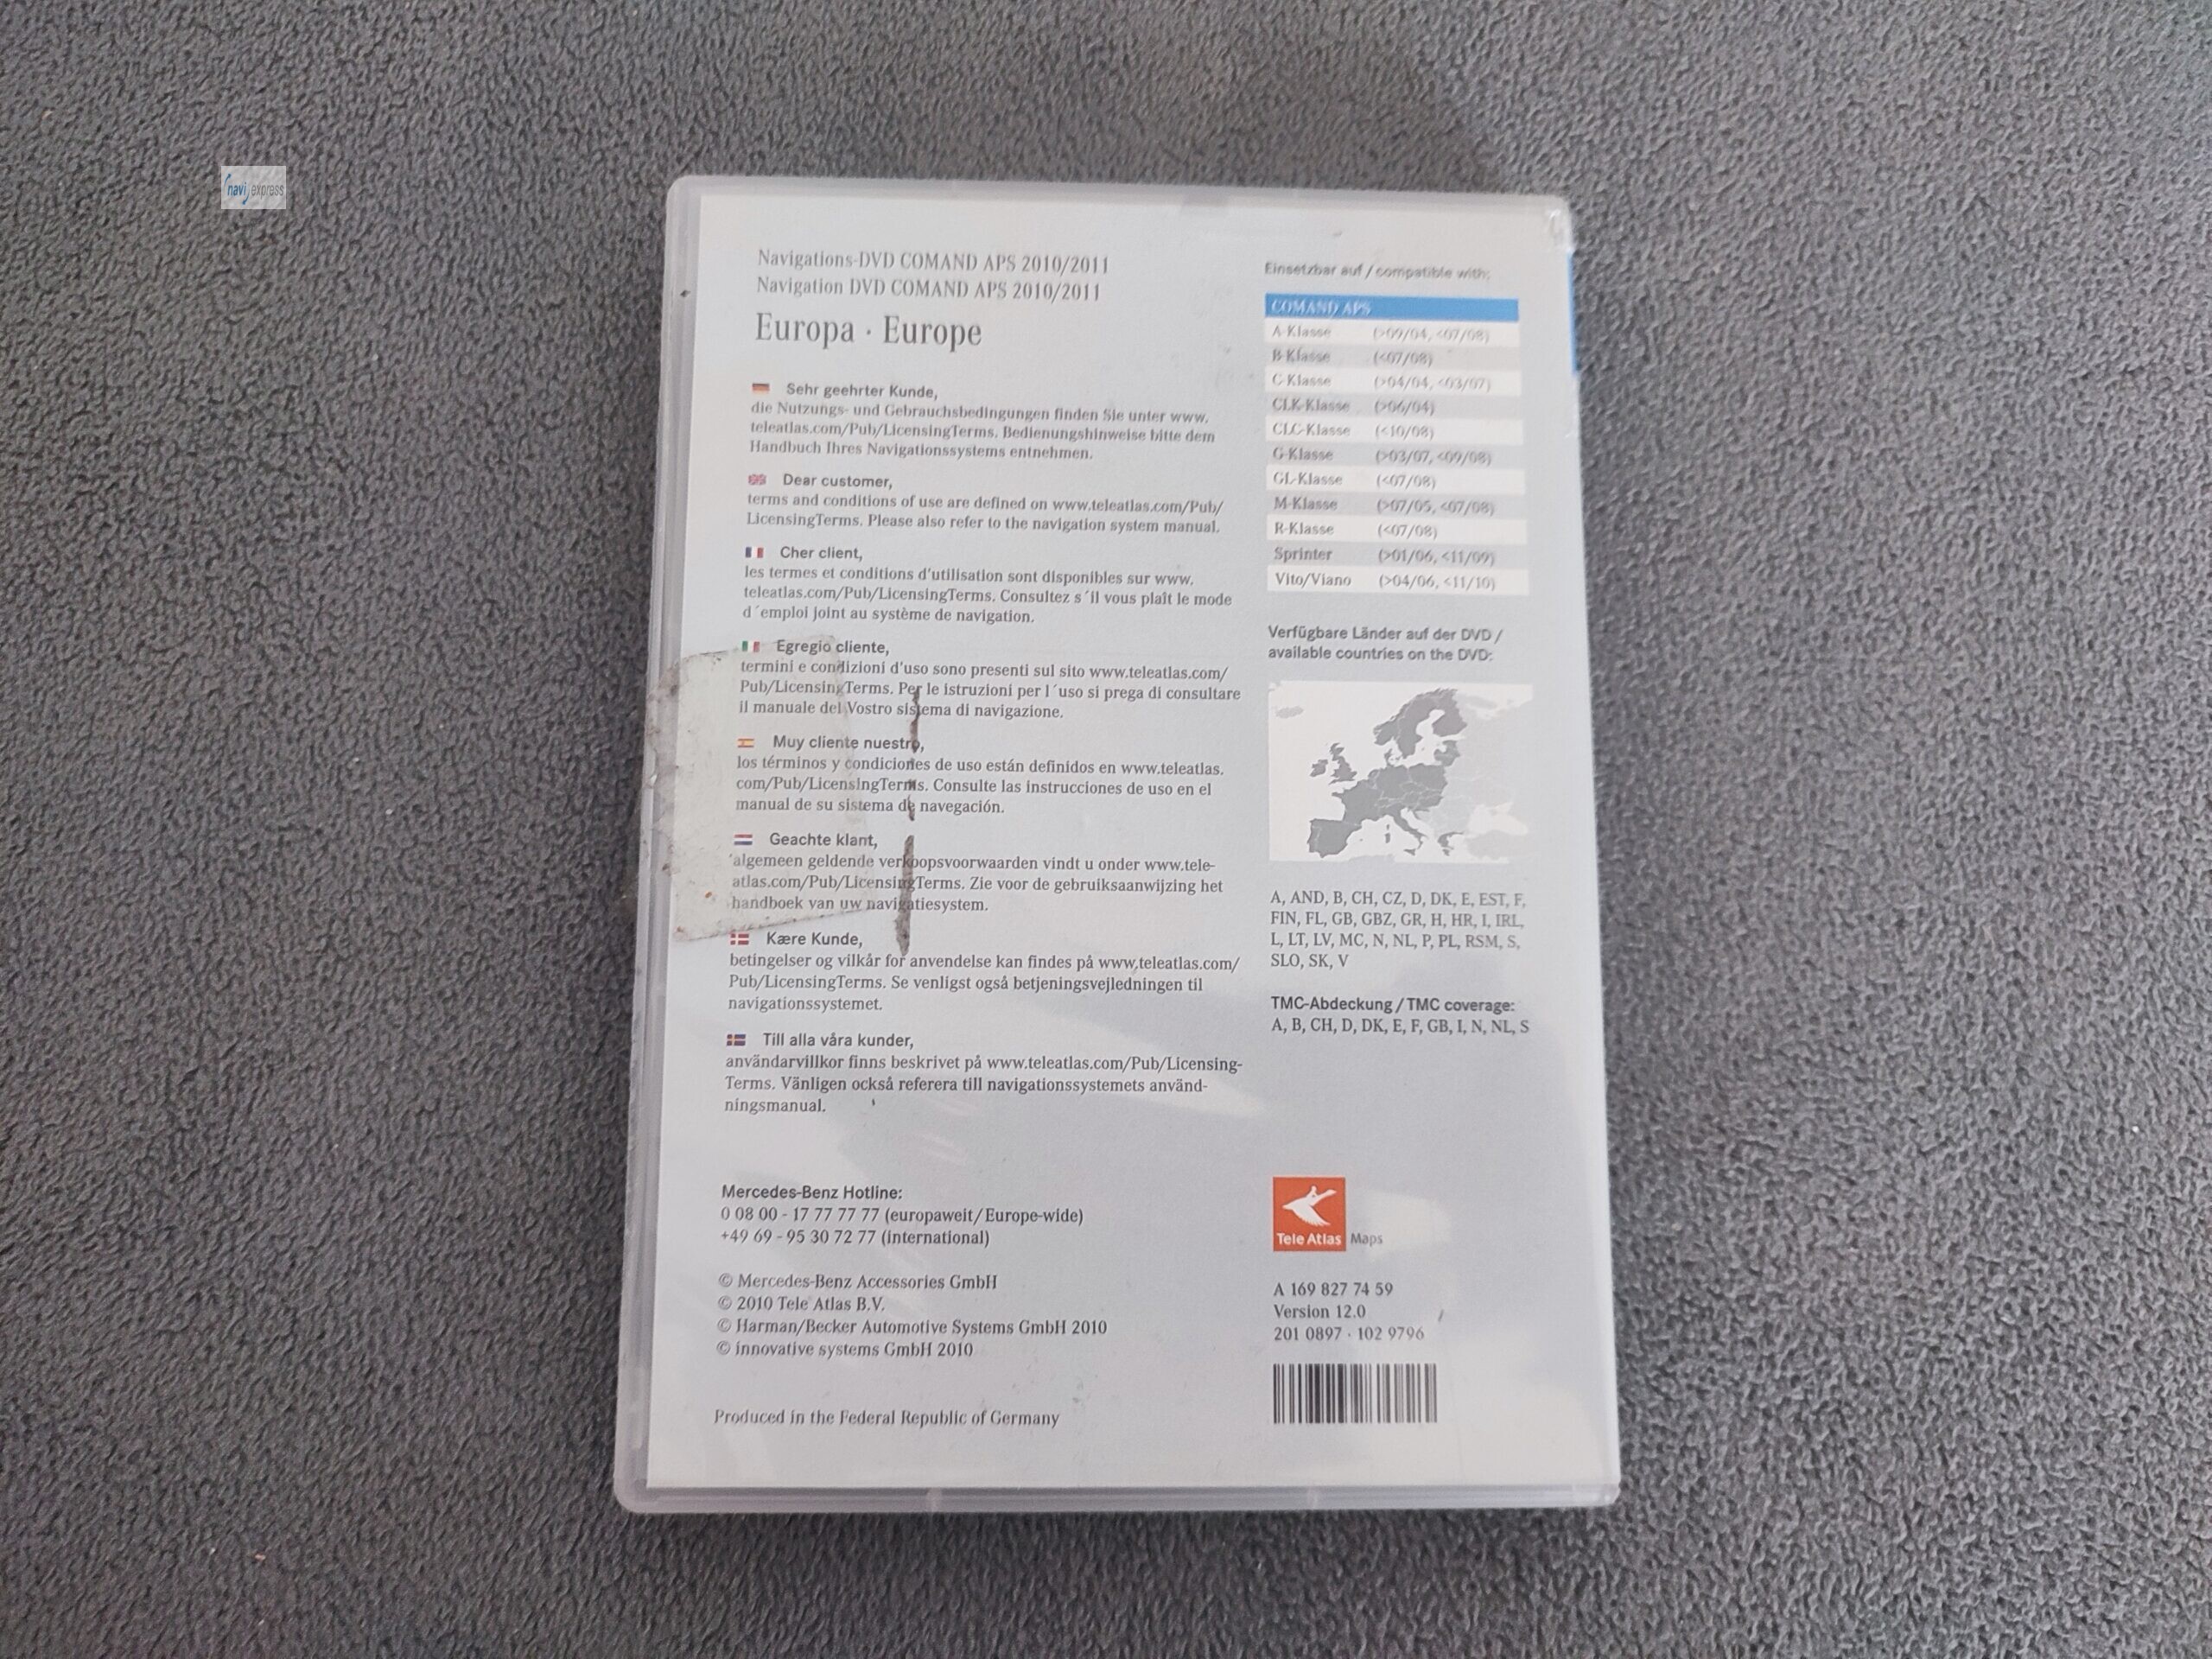 navi express
Navigations-DVD COMAND APS 2010/2011
Navigation DVD COMAND APS 2010/2011
Europa · Europe
Sehr geehrter Kunde,
die Nutzungs- und Gebrauchsbedingungen finden Sie unter www.
teleatlas.com/Pub/LicensingTerms. Bedienungshinweise bitte dem
Handbuch Ihres Navigationssystems entnehmen.
Dear customer,
terms and conditions of use are defined on www.teleatlas.com/Pub/
LicensingTerms. Please also refer to the navigation system manual.
Cher client,
les termes et conditions d'utilisation sont disponibles sur www.
teleatlas.com/Pub/LicensingTerms. Consultez s´il vous plaît le mode
d´emploi joint au système de navigation.
Egregio cliente,
termini e condizioni d'uso sono presenti sul sito www.teleatlas.com/
Pub/LicensingTerms. Per le istruzioni per l´uso si prega di consultare
il manuale del Vostro sistema di navigazione.
Muy cliente nuestro,
los términos y condiciones de uso están definidos en www.teleatlas.
com/Pub/LicensingTerms. Consulte las instrucciones de uso en el
manual de su sistema de navegación.
Geachte klant,
algemeen geldende verkoopsvoorwaarden vindt u onder www.tele-
atlas.com/Pub/LicensingTerms. Zie voor de gebruiksaanwijzing het
handboek van uw navigatiesystem.
Kære Kunde,
betingelser og vilkår for anvendelse kan findes på www.teleatlas.com/
Pub/LicensingTerms. Se venligst også betjeningsvejledningen til
navigationssystemet.
Till alla våra kunder,
användarvillkor finns beskrivet på www.teleatlas.com/Pub/Licensing-
Terms. Vänligen också referera till navigationssystemets använd-
ningsmanual.
Mercedes-Benz Hotline:
0 08 00 - 17 77 77 77 (europaweit/Europe-wide)
+49 69 - 95 30 72 77 (international)
© Mercedes-Benz Accessories GmbH
© 2010 Tele Atlas B.V.
© Harman/Becker Automotive Systems GmbH 2010
© innovative systems GmbH 2010
Produced in the Federal Republic of Germany
Einsetzbar auf / compatible with:
COMAND APS
A-Klasse (>09/04, <07/08)
B-Klasse (<07/08)
C-Klasse (>04/04, <03/07)
CLK-Klasse (>06/04)
CLC-Klasse (<10/08)
G-Klasse (>03/07, <09/08)
GL-Klasse (<07/08)
M-Klasse (>07/05, <07/08)
R-Klasse (<07/08)
Sprinter (>01/06, <11/09)
Vito/Viano (>04/06, <11/10)
Verfügbare Länder auf der DVD /
available countries on the DVD:
A, AND, B, CH, CZ, D, DK, E, EST, F,
FIN, FL, GB, GBZ, GR, H, HR, I, IRL,
L, LT, LV, MC, N, NL, P, PL, RSM, S,
SLO, SK, V
TMC-Abdeckung / TMC coverage:
A, B, CH, D, DK, E, F, GB, I, N, NL, S
Tele Atlas Maps
A 169 827 74 59
Version 12.0
201 0897 · 102 9796